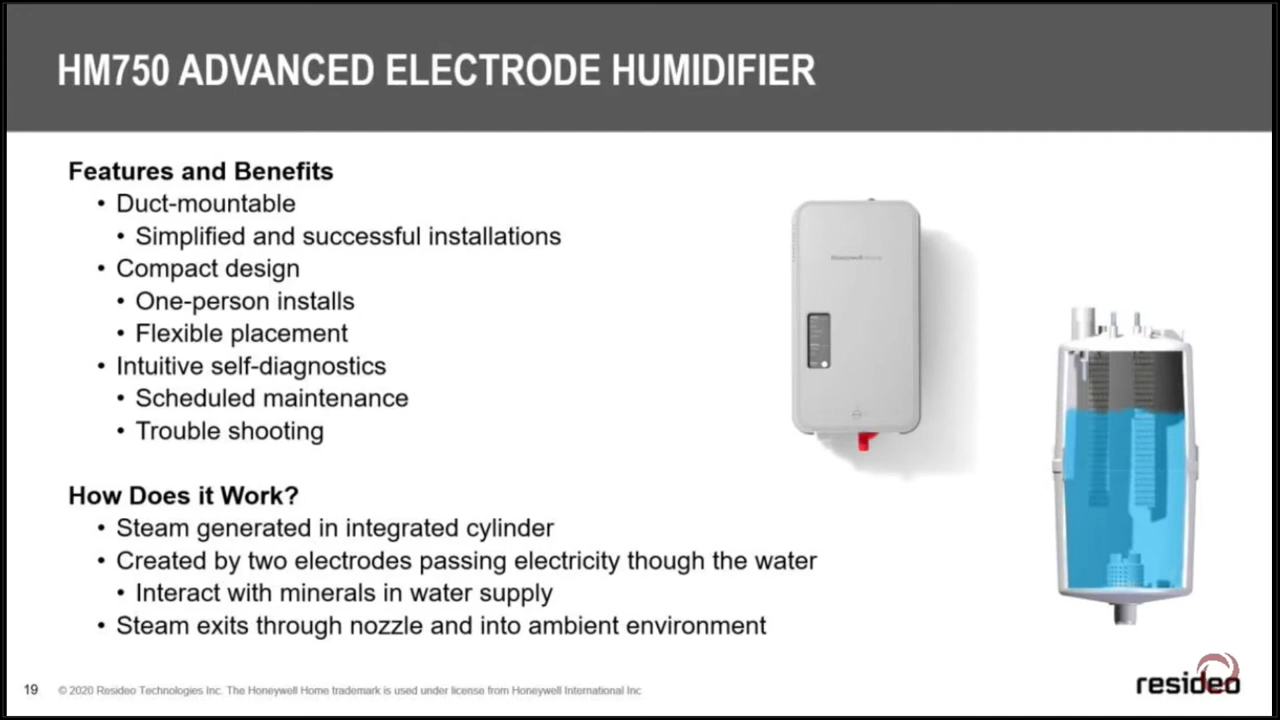 HM750 ADVANCED ELECTRODE HUMIDIFIER
Features and Benefits
• Duct-mountable
• Simplified and successful installations
• Compact design
• One-person installs
• Flexible placement
• Intuitive self-diagnostics
• Scheduled maintenance
• Trouble shooting
Honeywell Home
How Does it Work?
• Steam generated in integrated cylinder
• Created by two electrodes passing electricity though the water
• Interact with minerals in water supply
• Steam exits through nozzle and into ambient environment
19 © 2020 Resideo Technologies Inc. The Honeywell Home trademark is used under license from Honeywell International Inc
resideo